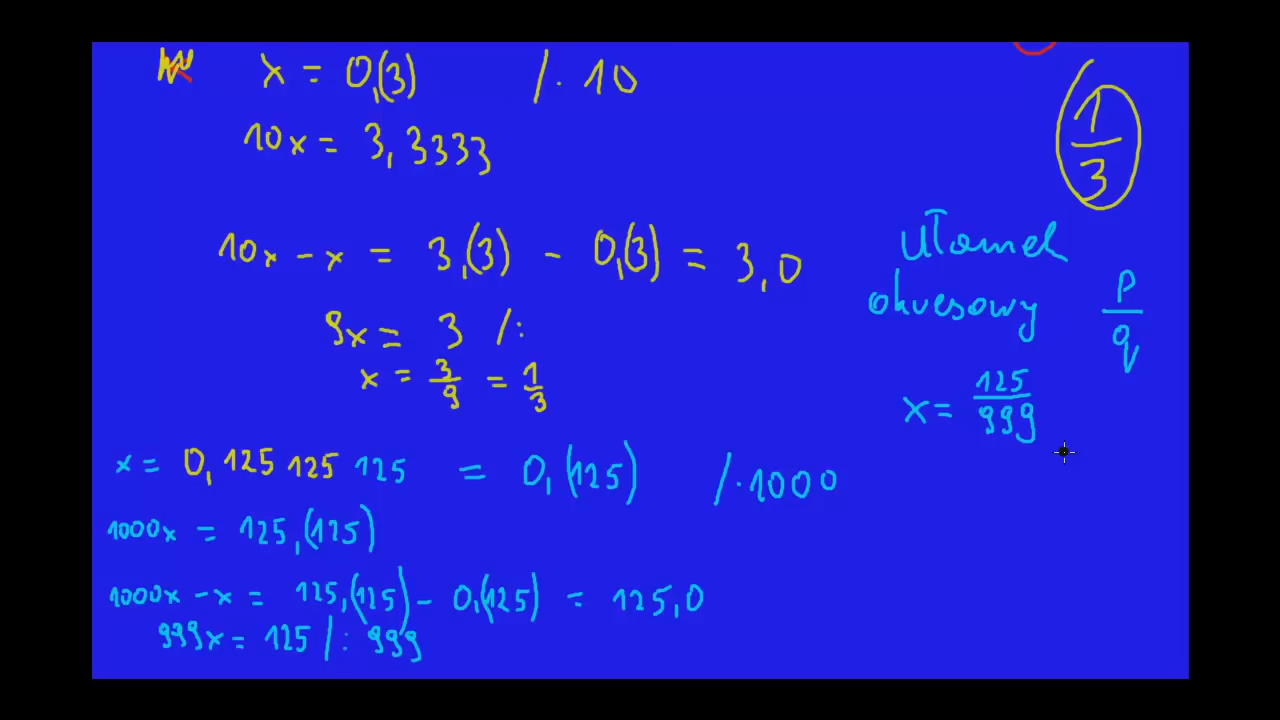 x = 0,(3) /· 10
10x = 3,3333
1/3
10x - x = 3,(3) - 0,(3) = 3,0
Ułamek
okresowy p/q
9x = 3 /:
x = 3/9 = 1/3
x = 125/999
x = 0,125 125 125 = 0,(125) /·1000
1000x = 125,(125)
1000x - x = 125,(125) - 0,(125) = 125,0
999x = 125 /: 999